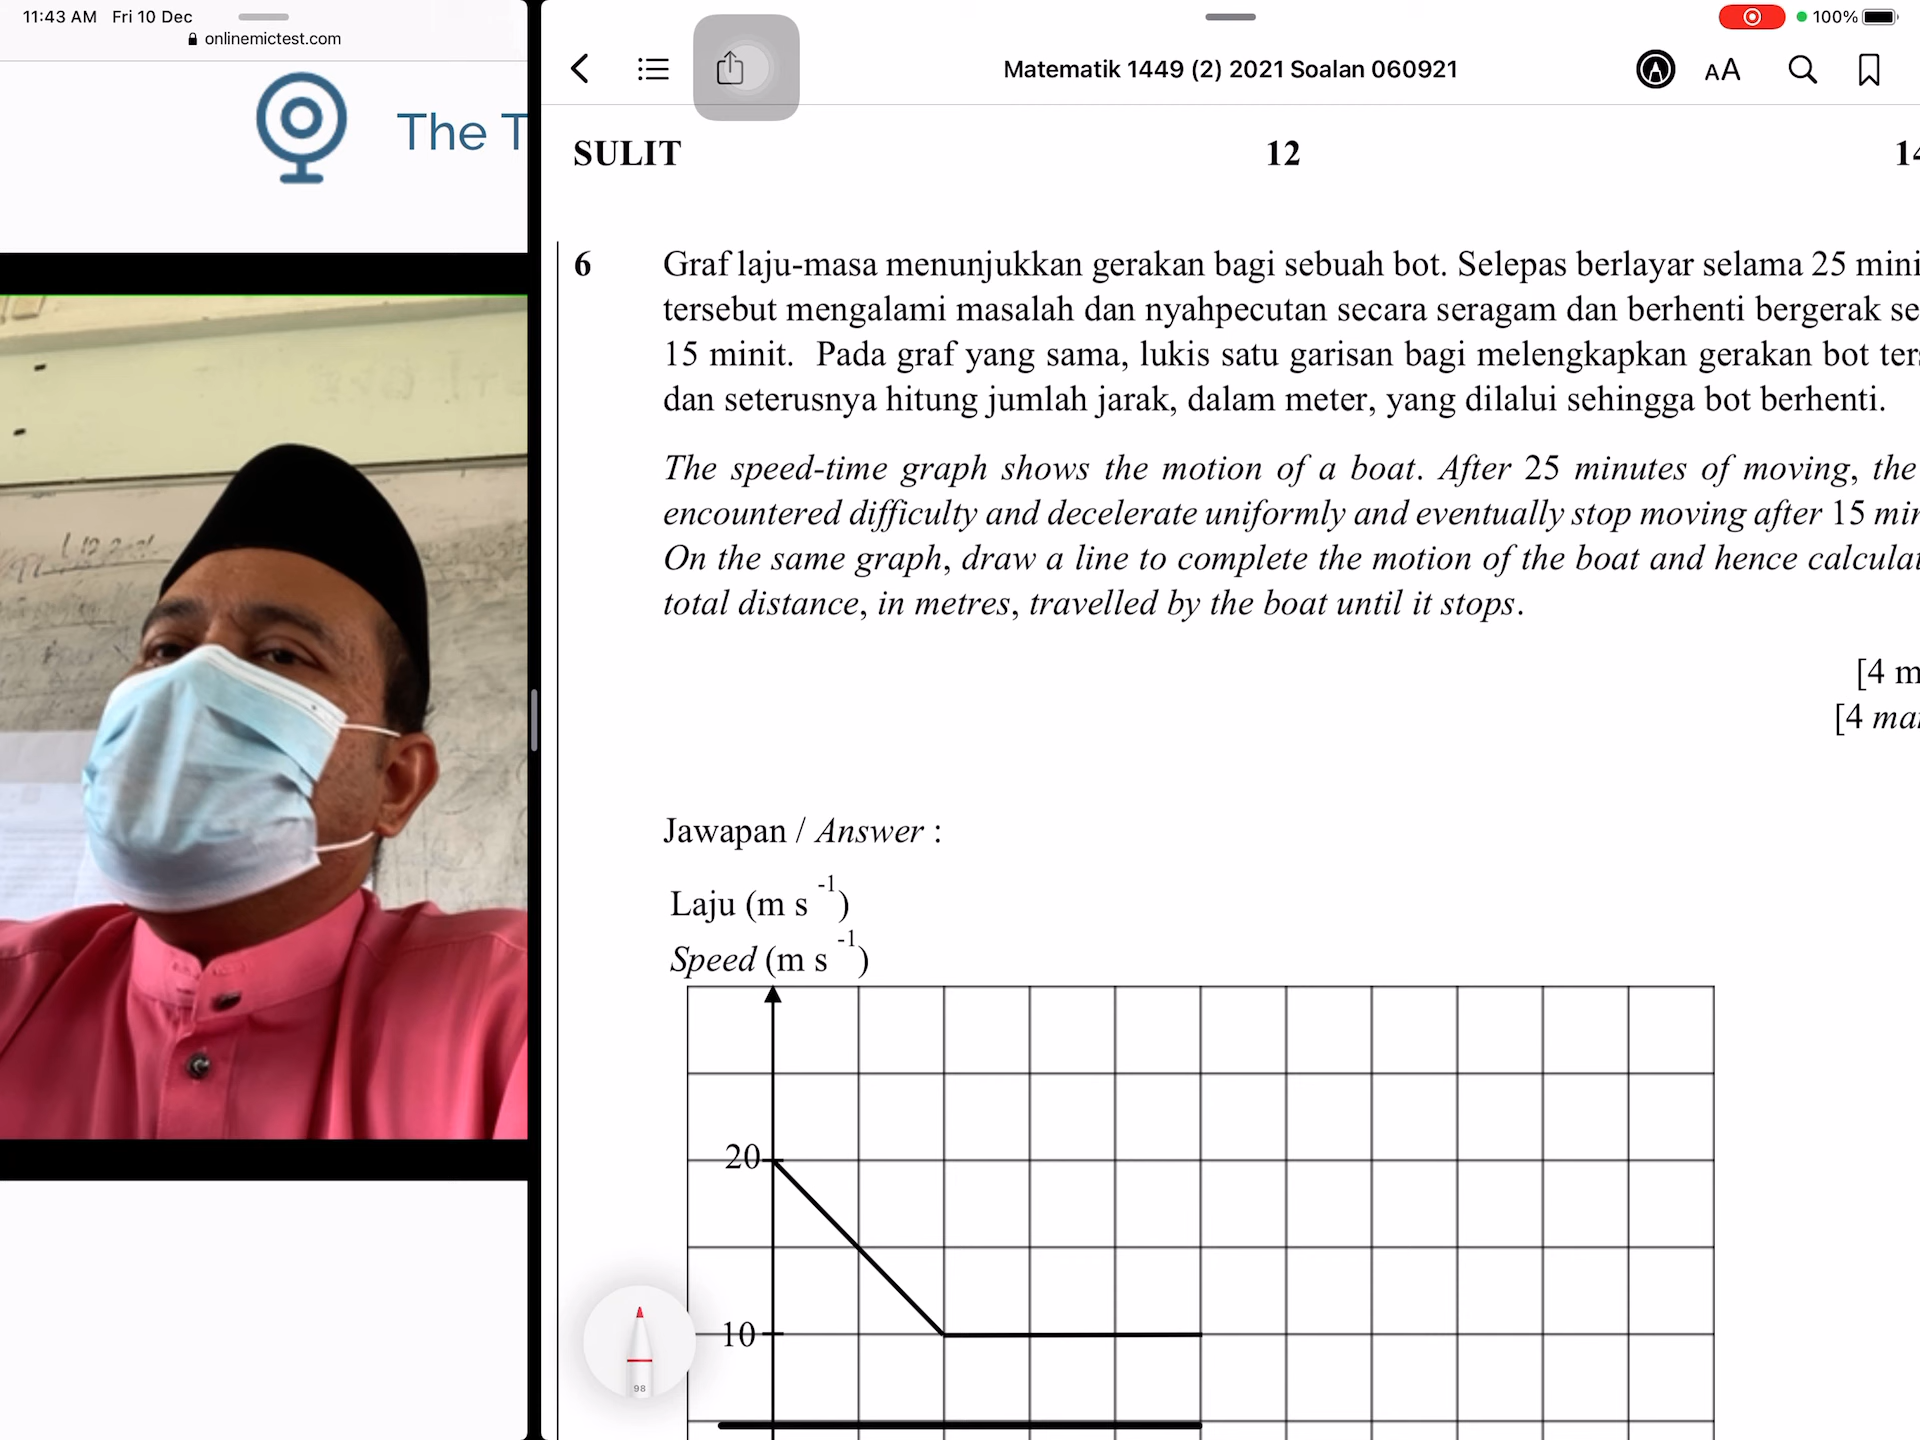 11:43 AM Fri 10 Dec
onlinemictest.com
The T
100%
Matematik 1449 (2) 2021 Soalan 060921
AA
SULIT 12 14
6 Graf laju-masa menunjukkan gerakan bagi sebuah bot. Selepas berlayar selama 25 mini
tersebut mengalami masalah dan nyahpecutan secara seragam dan berhenti bergerak se
15 minit. Pada graf yang sama, lukis satu garisan bagi melengkapkan gerakan bot ters
dan seterusnya hitung jumlah jarak, dalam meter, yang dilalui sehingga bot berhenti.
The speed-time graph shows the motion of a boat. After 25 minutes of moving, the
encountered difficulty and decelerate uniformly and eventually stop moving after 15 min
On the same graph, draw a line to complete the motion of the boat and hence calculat
total distance, in metres, travelled by the boat until it stops.
[4 m
[4 mar
Jawapan / Answer :
Laju (m s -1)
Speed (m s -1)
20
10
98